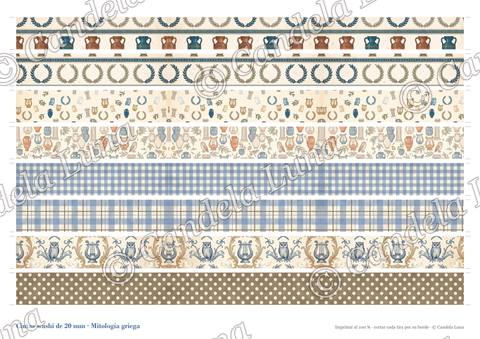 © Candela Luna
Cintas washi de 20 mm · Mitología griega
Imprimir al 100 % · cortar cada tira por su borde · © Candela Luna